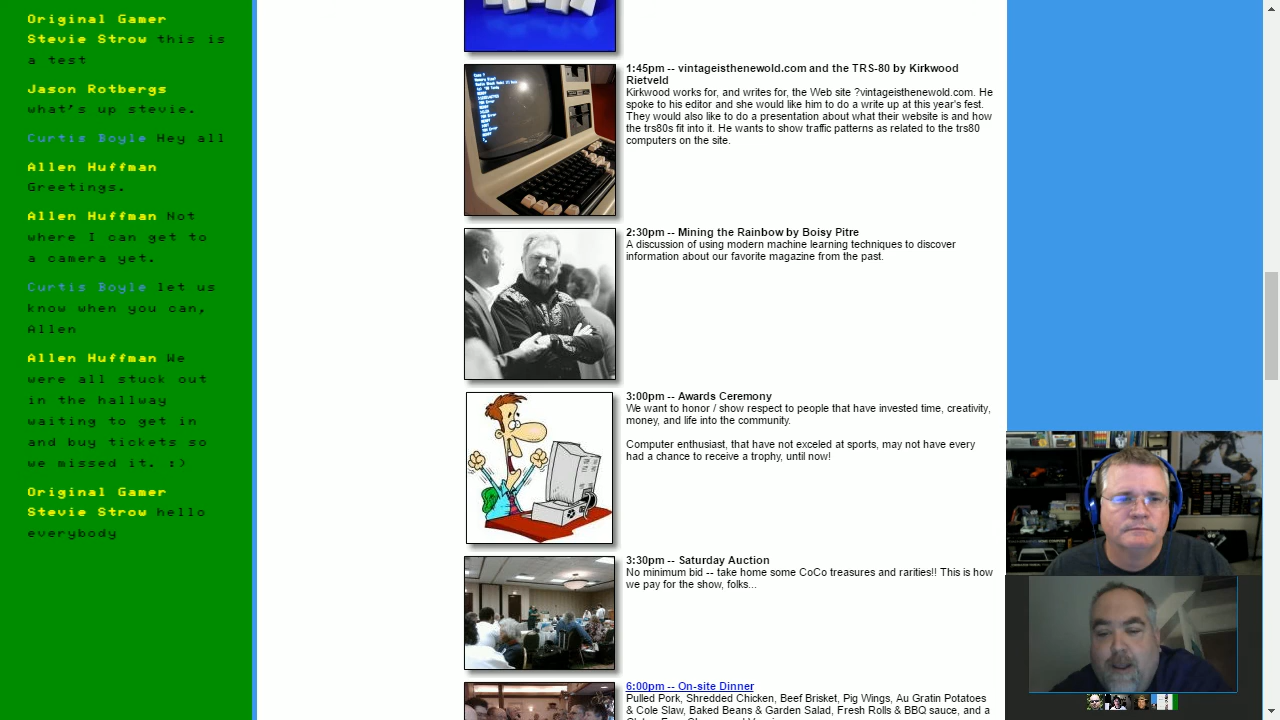 Original Gamer
Stevie Strow this is
a test
Jason Rotbergs
what's up stevie.
Curtis Boyle Hey all
Allen Huffman
Greetings.
Allen Huffman Not
where I can get to
a camera yet.
Curtis Boyle let us
know when you can,
Allen
Allen Huffman We
were all stuck out
in the hallway
waiting to get in
and buy tickets so
we missed it. :)
Original Gamer
Stevie Strow hello
everybody
1:45pm -- vintageisthenewold.com and the TRS-80 by Kirkwood
Rietveld
Kirkwood works for, and writes for, the Web site ?vintageisthenewold.com. He
spoke to his editor and she would like him to do a write up at this year's fest.
They would also like to do a presentation about what their website is and how
the trs80s fit into it. He wants to show traffic patterns as related to the trs80
computers on the site.
2:30pm -- Mining the Rainbow by Boisy Pitre
A discussion of using modern machine learning techniques to discover
information about our favorite magazine from the past.
3:00pm -- Awards Ceremony
We want to honor / show respect to people that have invested time, creativity,
money, and life into the community.
Computer enthusiast, that have not exceled at sports, may not have every
had a chance to receive a trophy, until now!
3:30pm -- Saturday Auction
No minimum bid -- take home some CoCo treasures and rarities!! This is how
we pay for the show, folks...
6:00pm -- On-site Dinner
Pulled Pork, Shredded Chicken, Beef Brisket, Pig Wings, Au Gratin Potatoes
& Cole Slaw, Baked Beans & Garden Salad, Fresh Rolls & BBQ sauce, and a